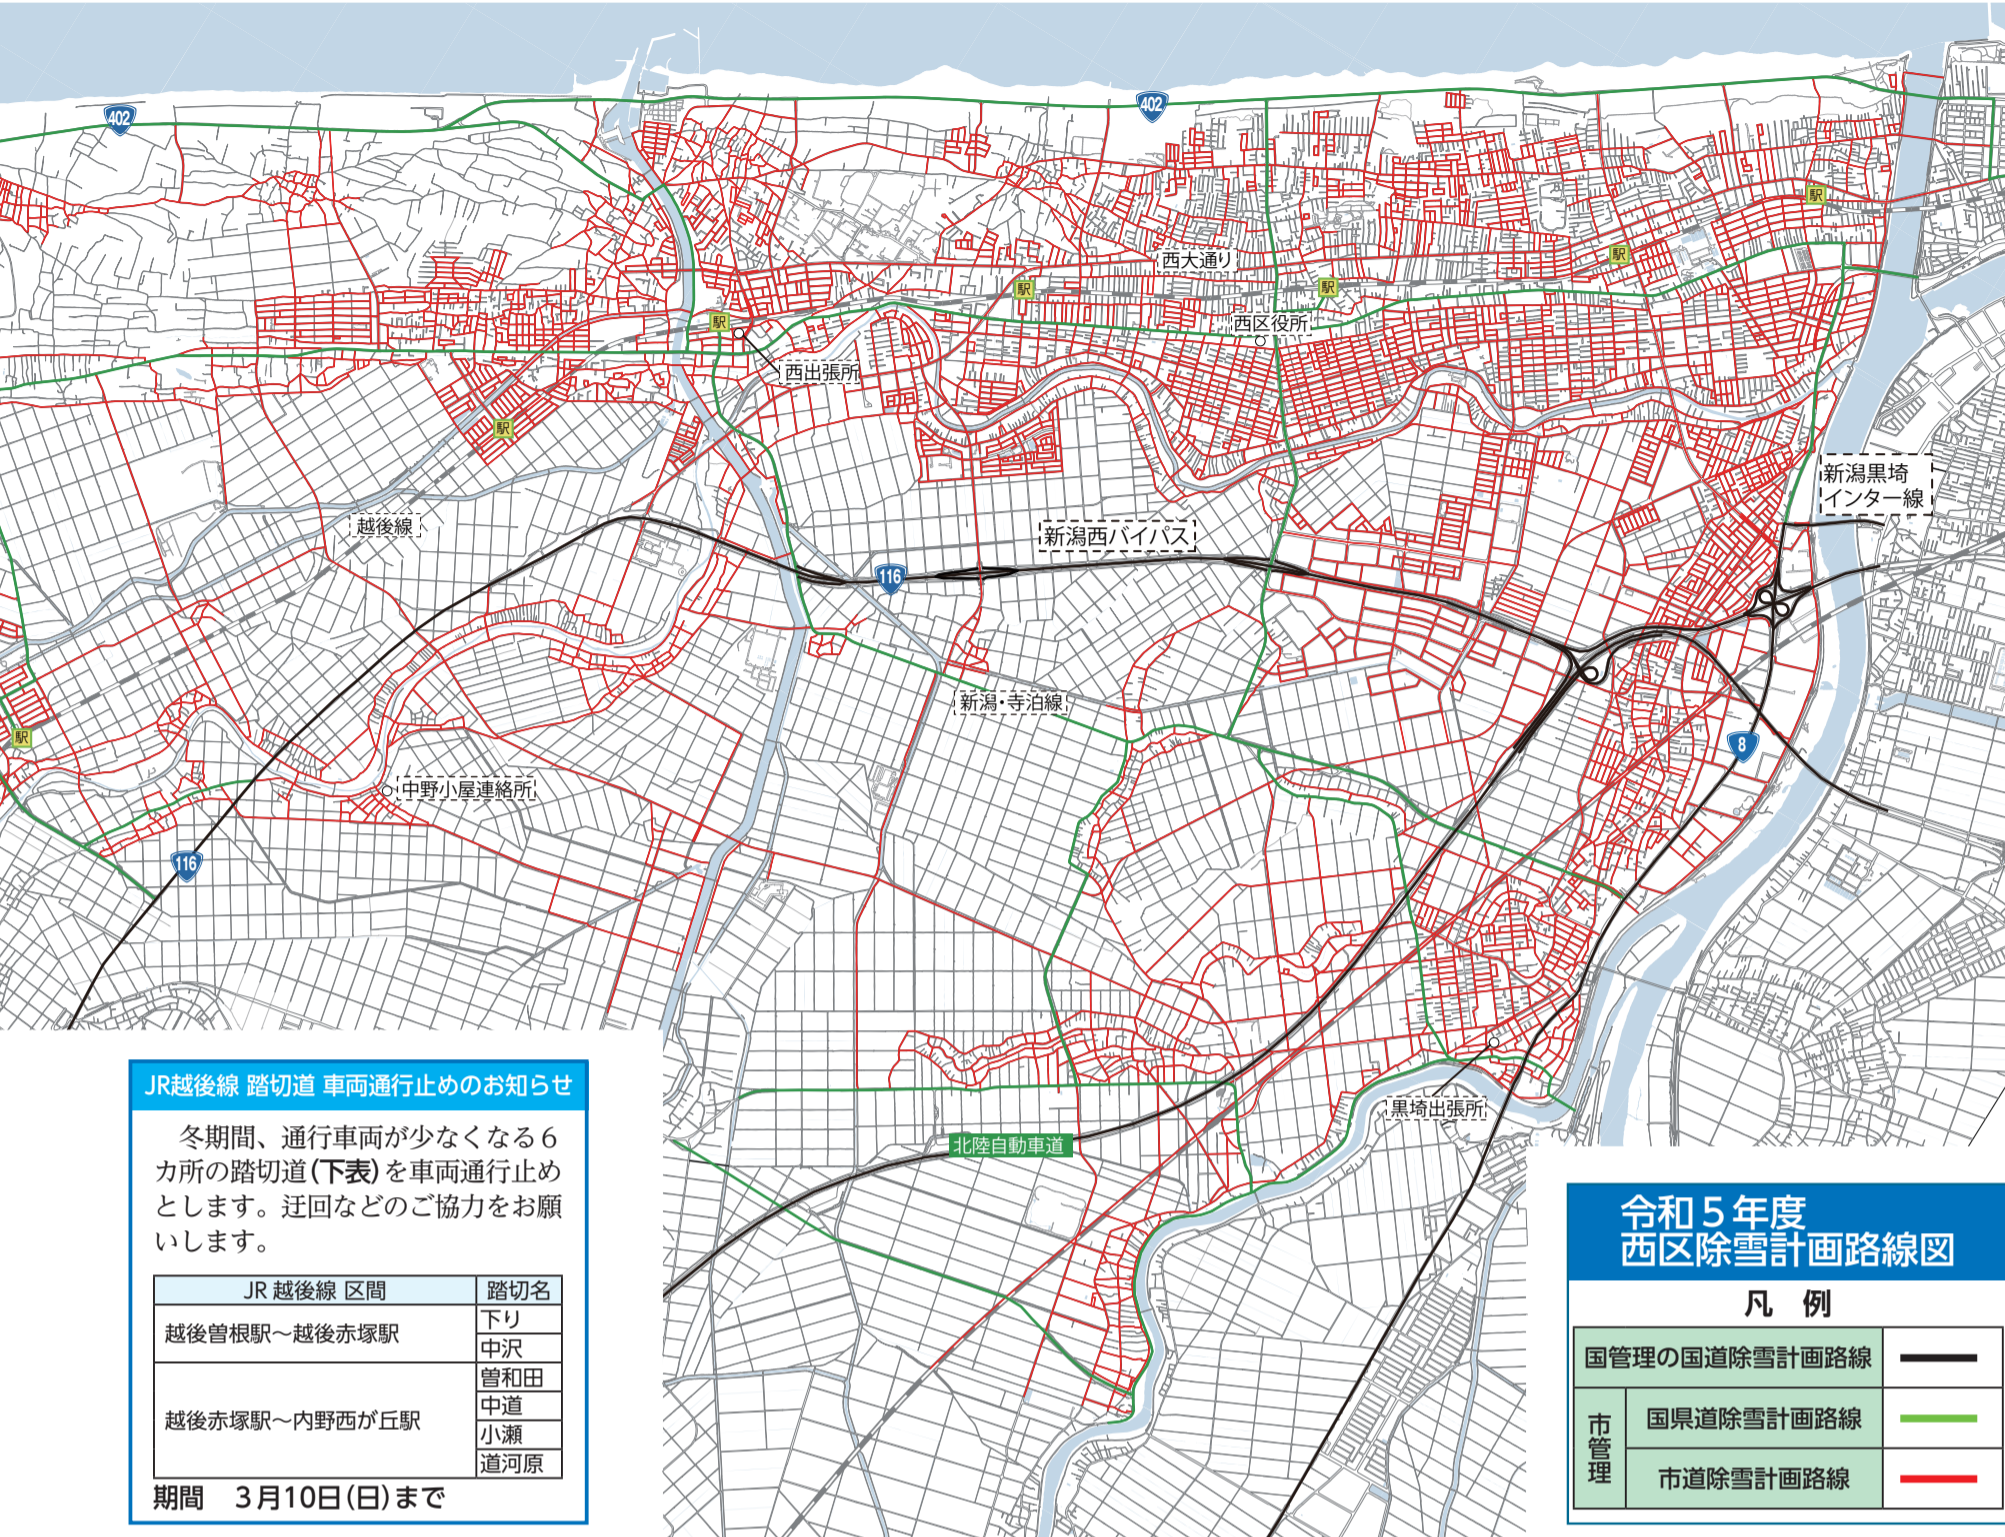 402
402
駅
西大通り
駅
駅
駅
西区役所
駅
西出張所
駅
新潟黒埼
インター線
越後線
新潟西バイパス
116
新潟・寺泊線
駅
8
中野小屋連絡所
116
黒埼出張所
北陸自動車道
JR越後線 踏切道 車両通行止めのお知らせ
冬期間、通行車両が少なくなる6
カ所の踏切道(下表)を車両通行止め
とします。迂回などのご協力をお願
いします。
JR 越後線 区間 踏切名
越後曽根駅〜越後赤塚駅
下り
中沢
越後赤塚駅〜内野西が丘駅
曽和田
中道
小瀬
道河原
期間 3月10日(日)まで
令和5年度
西区除雪計画路線図
凡 例
国管理の国道除雪計画路線
市管理
国県道除雪計画路線
市道除雪計画路線